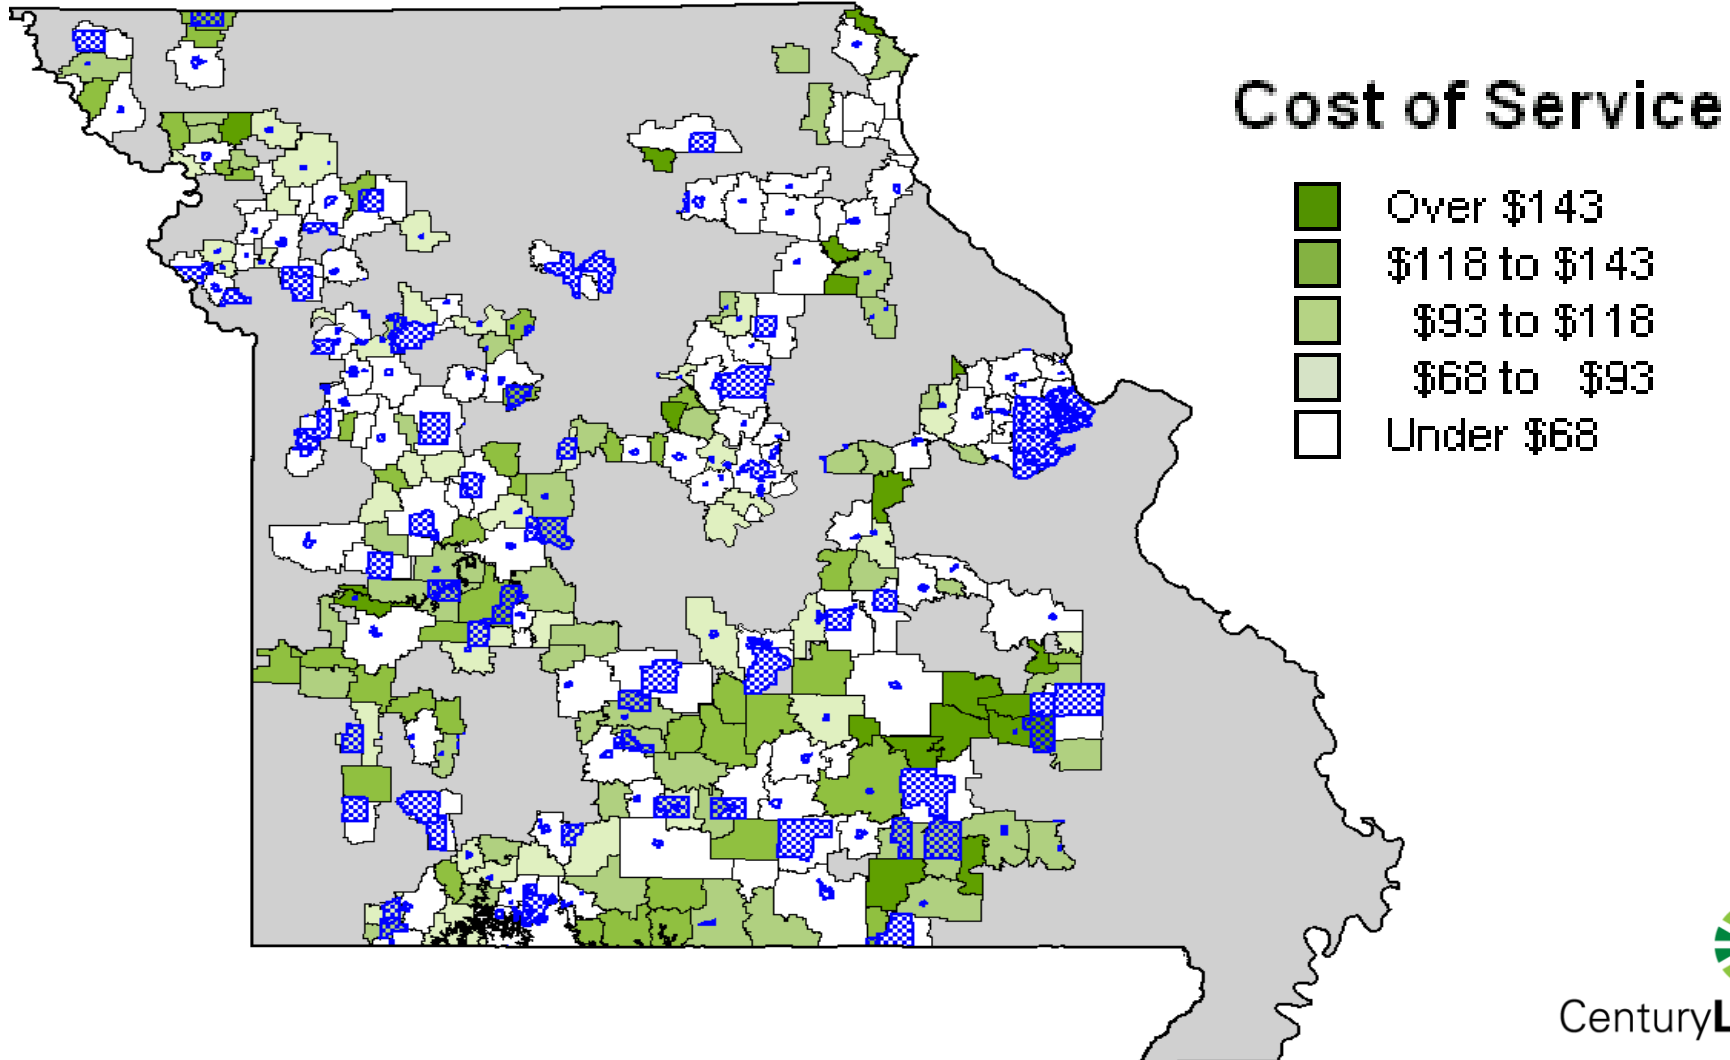 Cost of Service
Over $143
$118 to $143
$93 to $118
$68 to $93
Under $68
CenturyL